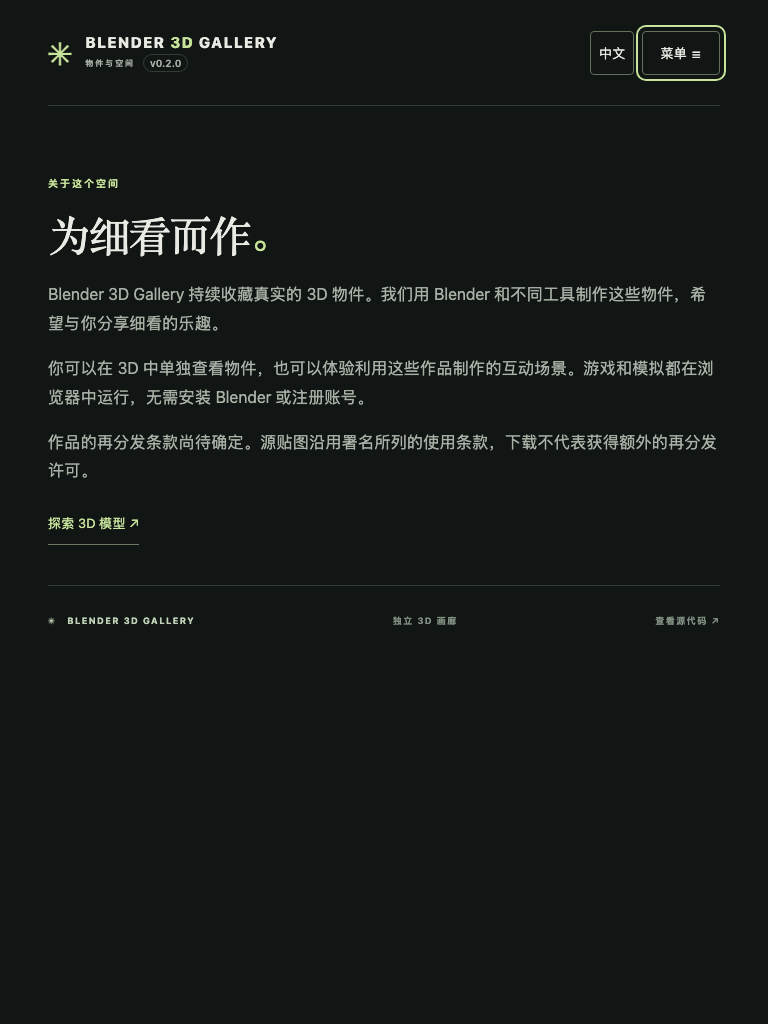 BLENDER 3D GALLERY
物件与空间 v0.2.0
中文
菜单 ≡
关于这个空间
为细看而作。
Blender 3D Gallery 持续收藏真实的 3D 物件。我们用 Blender 和不同工具制作这些物件，希
望与你分享细看的乐趣。
你可以在 3D 中单独查看物件，也可以体验利用这些作品制作的互动场景。游戏和模拟都在浏
览器中运行，无需安装 Blender 或注册账号。
作品的再分发条款尚待确定。源贴图沿用署名所列的使用条款，下载不代表获得额外的再分发
许可。
探索 3D 模型 ↗
✳ BLENDER 3D GALLERY
独立 3D 画廊
查看源代码 ↗